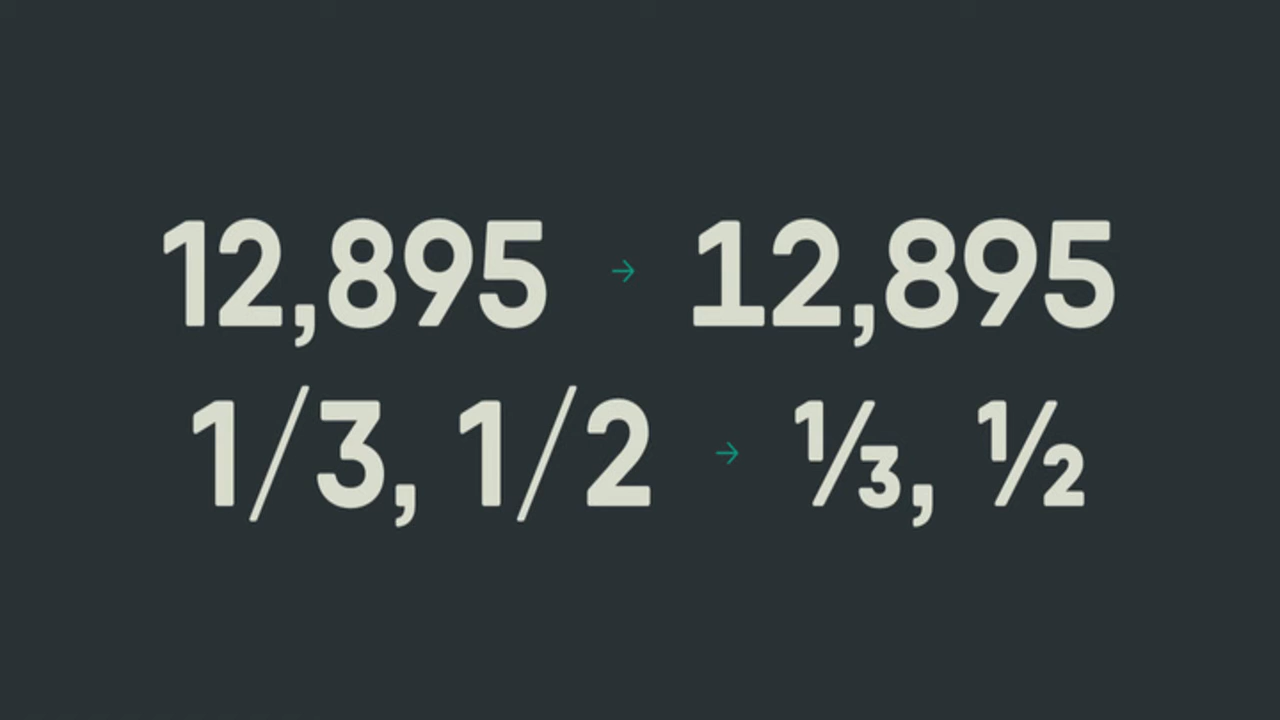 12,895 → 12,895
1/3, 1/2 → ⅓, ½